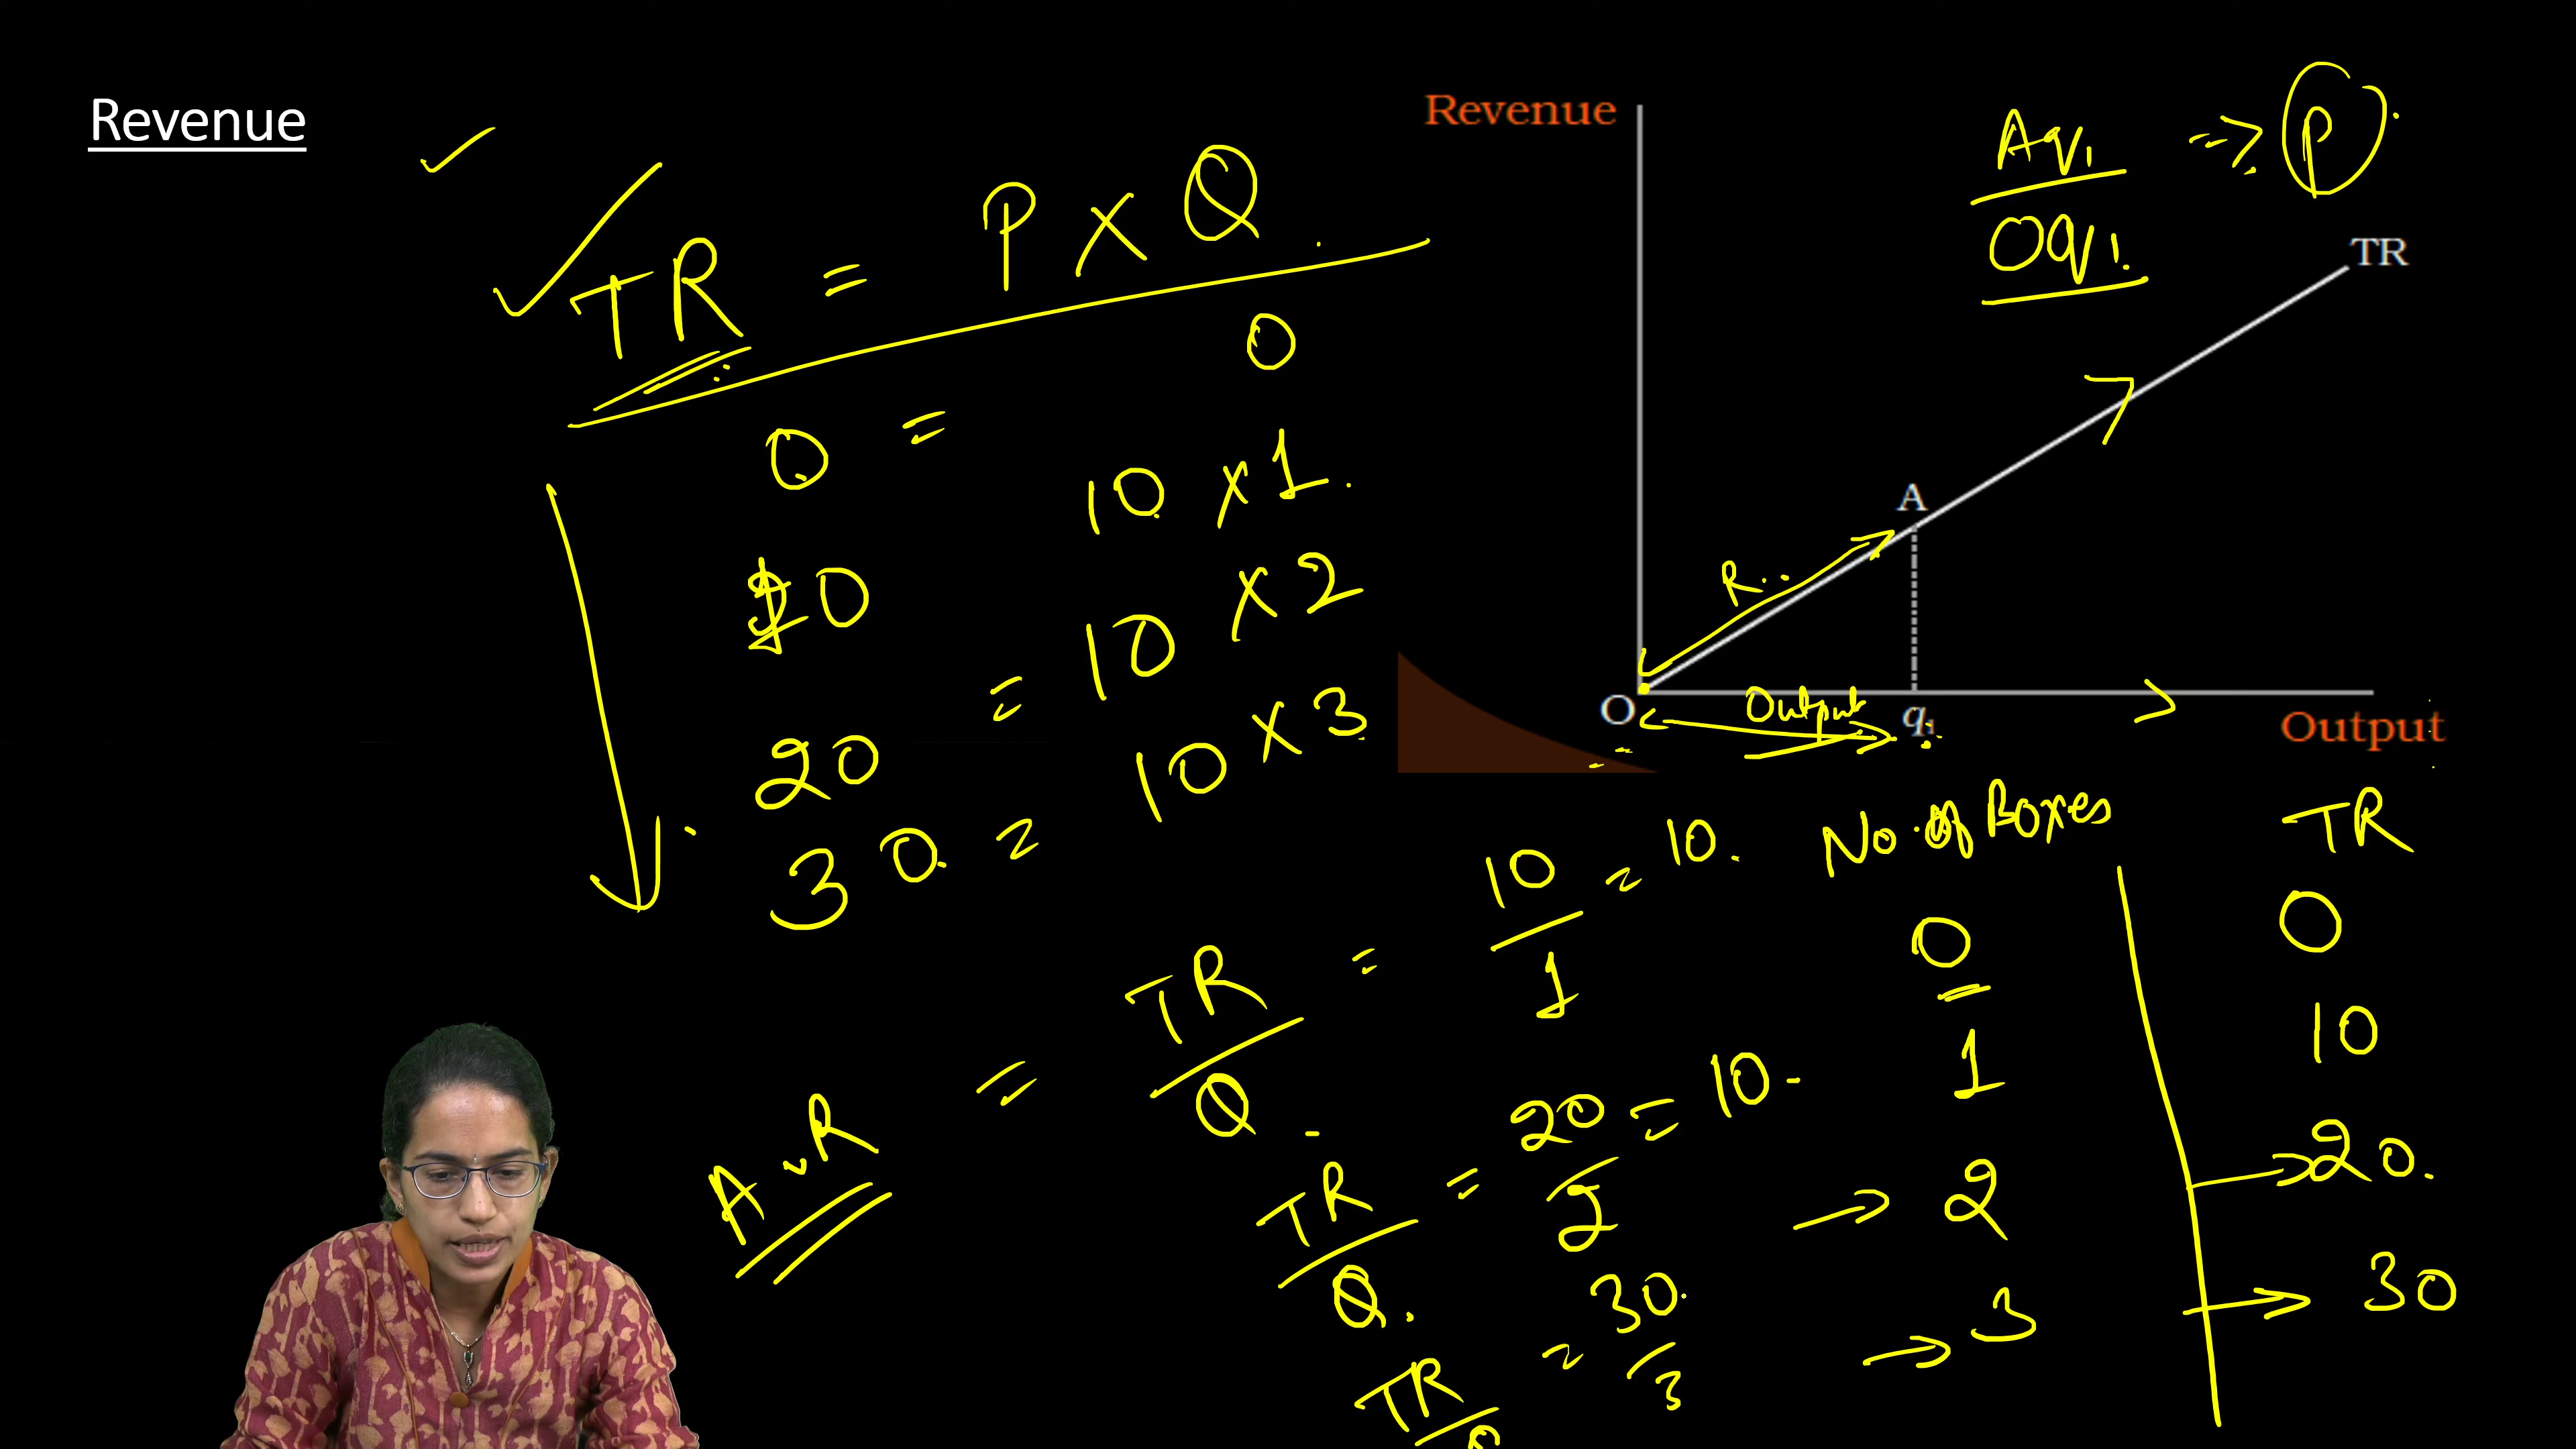 Revenue
TR = P X Q
0 = 0
10 10 x 1
20 = 10 x 2
30 = 10 x 3
Revenue
Aq1
Oq1
P
TR
A
R
O
Output
q1
Output
No. of Boxes TR
0 0
1 10
2 20
3 30
AR = TR/Q = 10/1 = 10
TR/Q = 20/2 = 10
TR = 30/3